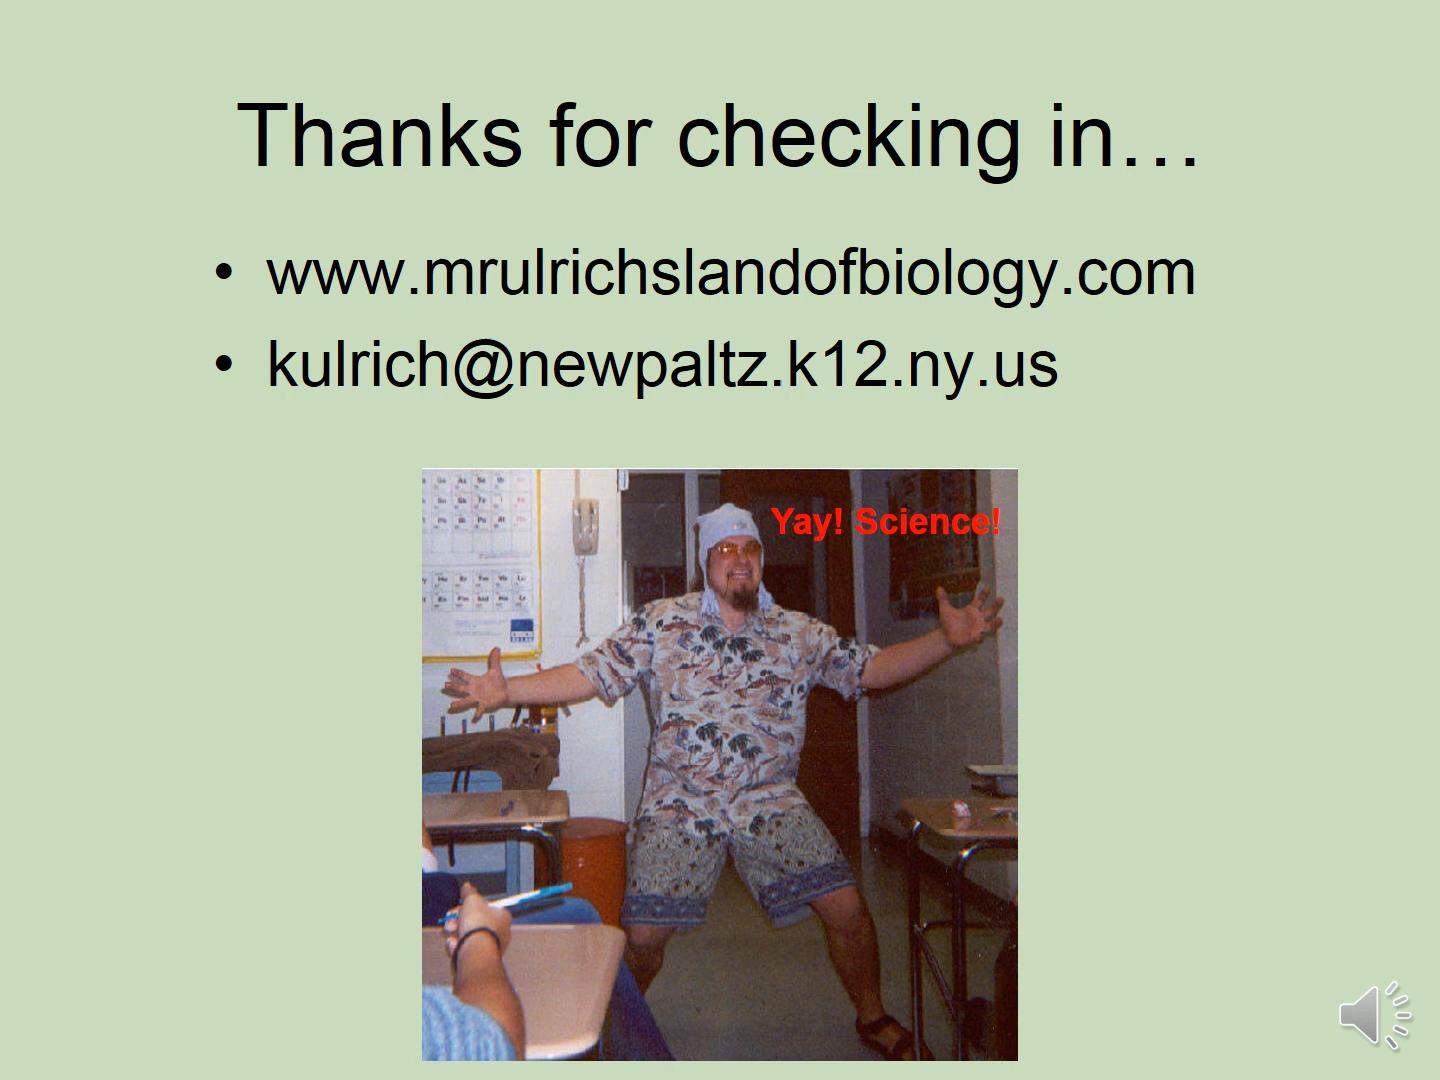 Thanks for checking in…
• www.mrulrichslandofbiology.com
• kulrich@newpaltz.k12.ny.us
Yay! Science!